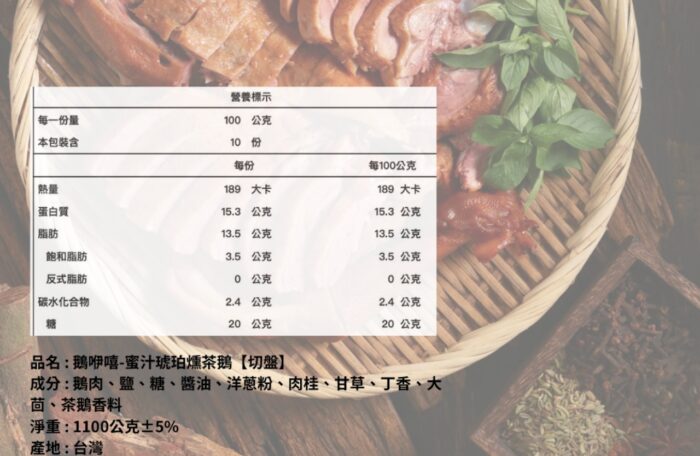 營養標示
每一份量 100 公克
本包裝含 10 份
每份 每100公克
熱量 189 大卡 189 大卡
蛋白質 15.3 公克 15.3 公克
脂肪 13.5 公克 13.5 公克
飽和脂肪 3.5 公克 3.5 公克
反式脂肪 0 公克 0 公克
碳水化合物 2.4 公克 2.4 公克
糖 20 公克 20 公克
品名 : 鵝咿嘻-蜜汁琥珀燻茶鵝【切盤】
成分 : 鵝肉、鹽、糖、醬油、洋蔥粉、肉桂、甘草、丁香、大
茴、茶鵝香料
淨重 : 1100公克±5%
產地 : 台灣